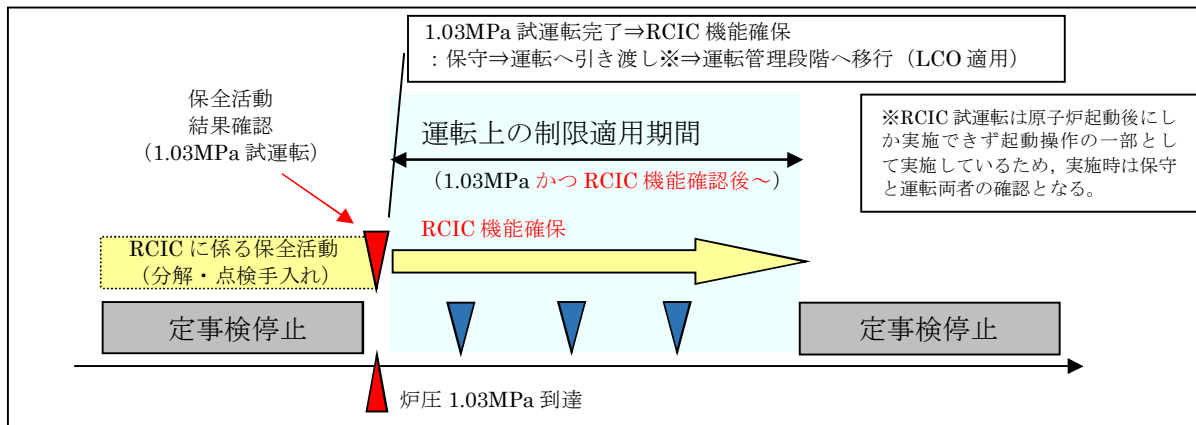 1.03MPa 試運転完了⇒RCIC 機能確保
：保守⇒運転へ引き渡し※⇒運転管理段階へ移行（LCO 適用）
保全活動
結果確認
（1.03MPa 試運転）
運転上の制限適用期間
（1.03MPa かつ RCIC 機能確認後～）
※RCIC 試運転は原子炉起動後にし
か実施できず起動操作の一部とし
て実施しているため，実施時は保守
と運転両者の確認となる。
RCIC 機能確保
RCIC に係る保全活動
（分解・点検手入れ）
定事検停止
定事検停止
炉圧 1.03MPa 到達